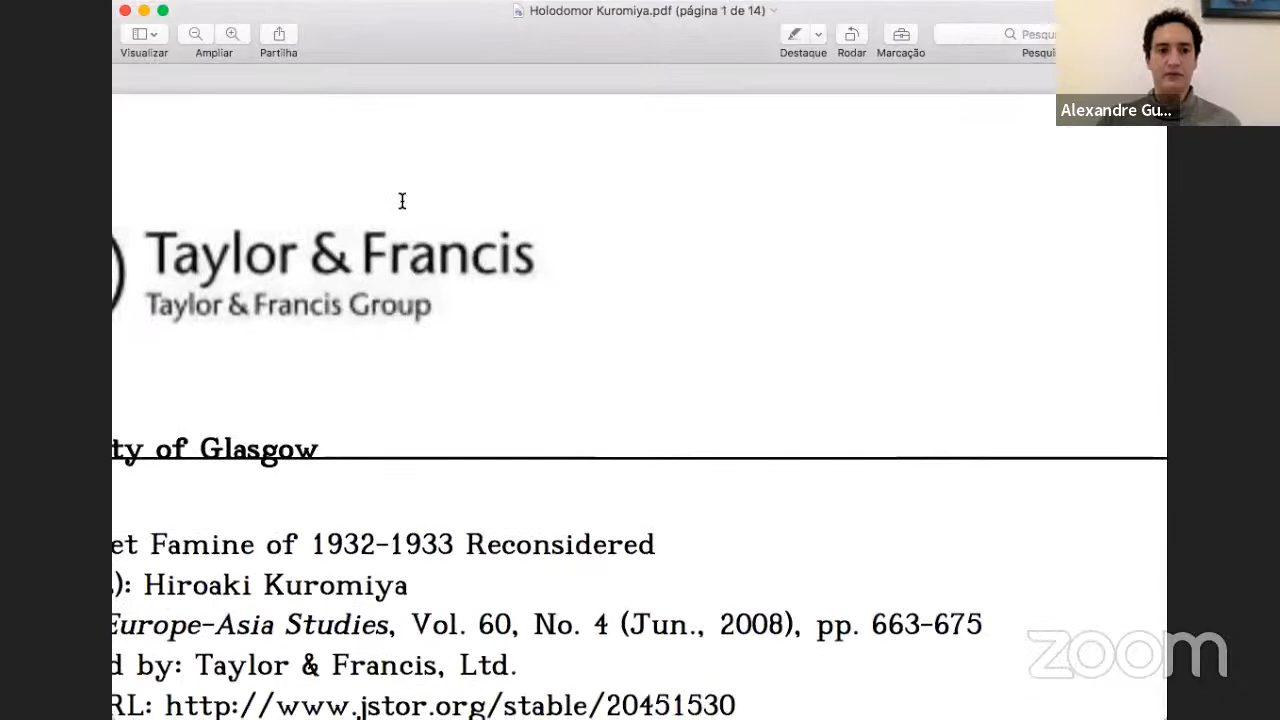 Holodomor Kuromiya.pdf (página 1 de 14)
Visualizar
Ampliar
Partilha
Destaque
Rodar
Marcação
Pesqu
Pesqui
Alexandre Gu...
Taylor & Francis
Taylor & Francis Group
ty of Glasgow
et Famine of 1932-1933 Reconsidered
): Hiroaki Kuromiya
Europe-Asia Studies, Vol. 60, No. 4 (Jun., 2008), pp. 663-675
d by: Taylor & Francis, Ltd.
RL: http://www.jstor.org/stable/20451530
zoom